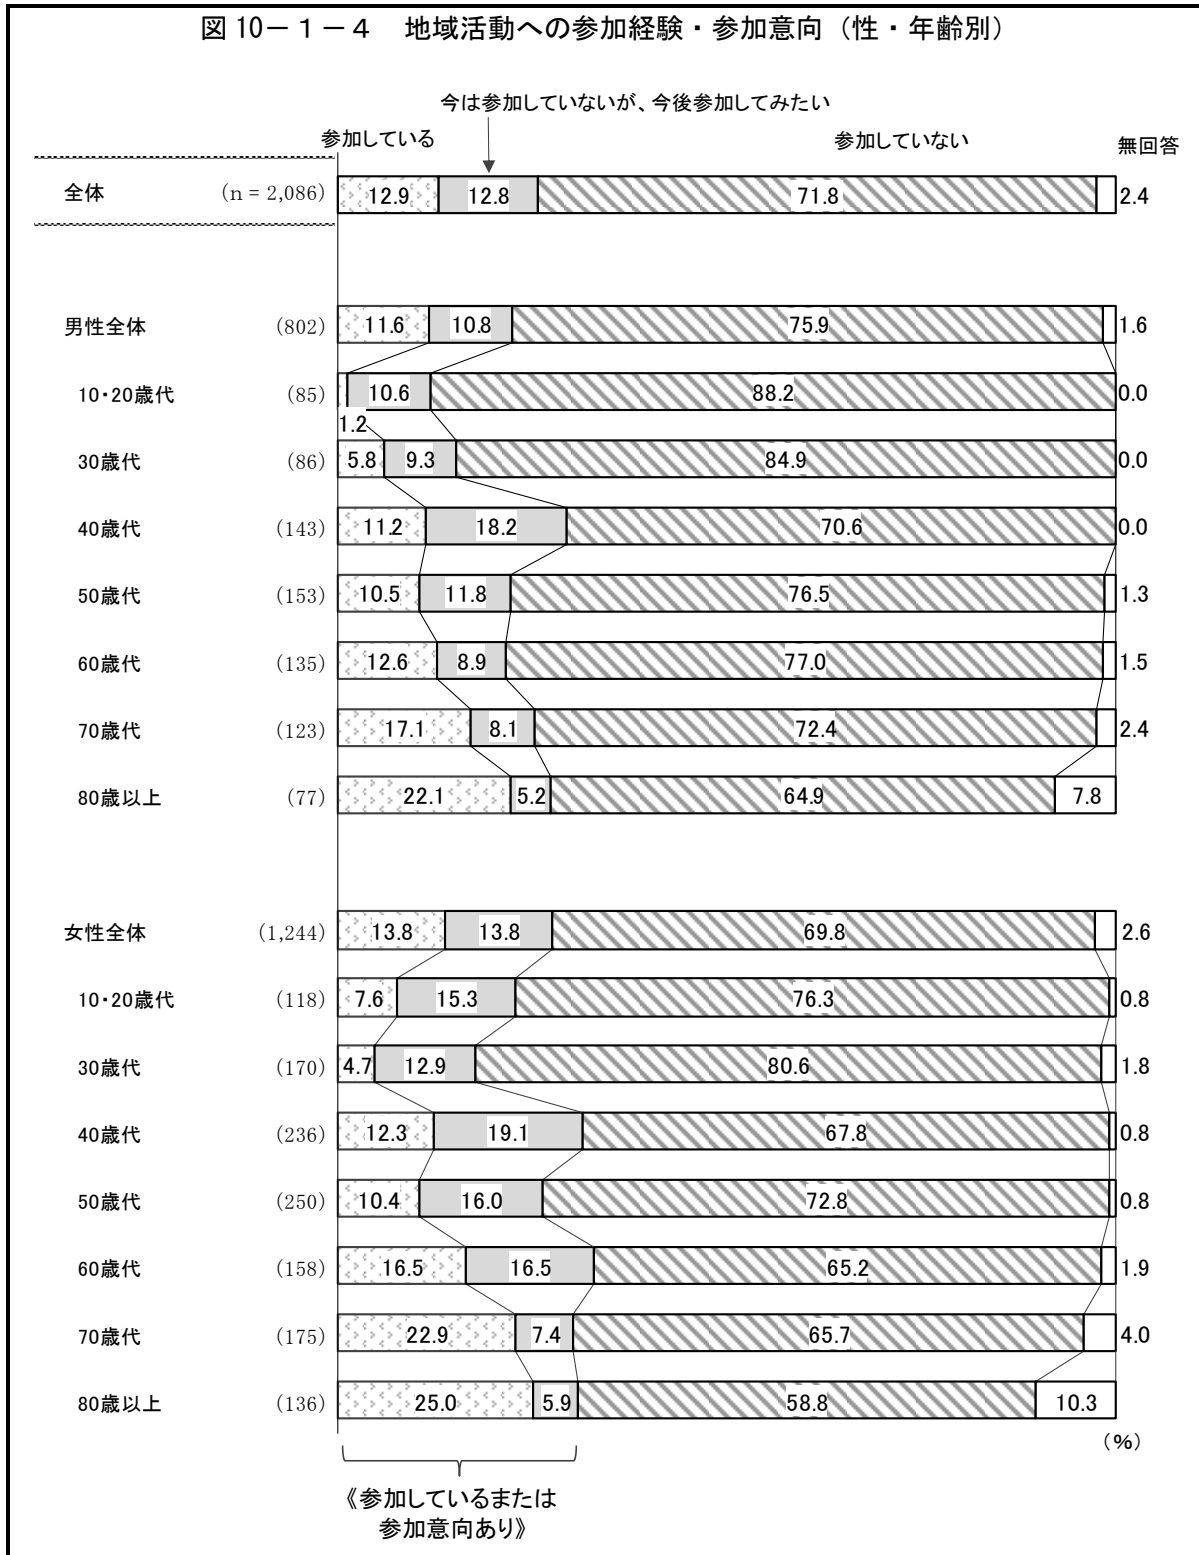 図 10－１－４　地域活動への参加経験・参加意向（性・年齢別）
今は参加していないが、今後参加してみたい
参加している　参加していない　無回答
全体 (n = 2,086) 12.9 12.8 71.8 2.4
男性全体 (802) 11.6 10.8 75.9 1.6
10・20歳代 (85) 10.6 88.2 0.0
1.2
30歳代 (86) 5.8 9.3 84.9 0.0
40歳代 (143) 11.2 18.2 70.6 0.0
50歳代 (153) 10.5 11.8 76.5 1.3
60歳代 (135) 12.6 8.9 77.0 1.5
70歳代 (123) 17.1 8.1 72.4 2.4
80歳以上 (77) 22.1 5.2 64.9 7.8
女性全体 (1,244) 13.8 13.8 69.8 2.6
10・20歳代 (118) 7.6 15.3 76.3 0.8
30歳代 (170) 4.7 12.9 80.6 1.8
40歳代 (236) 12.3 19.1 67.8 0.8
50歳代 (250) 10.4 16.0 72.8 0.8
60歳代 (158) 16.5 16.5 65.2 1.9
70歳代 (175) 22.9 7.4 65.7 4.0
80歳以上 (136) 25.0 5.9 58.8 10.3
(%)
《参加しているまたは
参加意向あり》